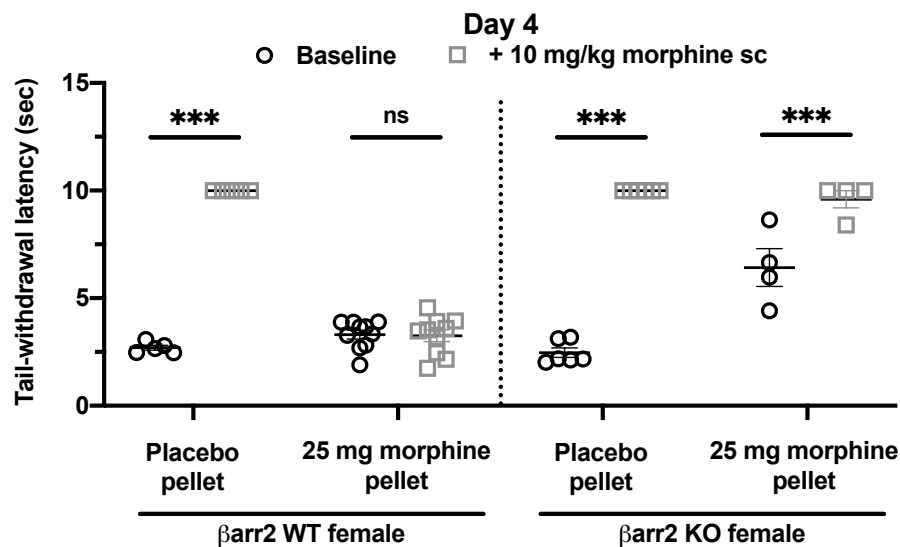 Day 4
Baseline + 10 mg/kg morphine sc
Tail-withdrawal latency (sec)
15
10
5
0
*** ns *** ***
Placebo pellet
25 mg morphine pellet
Placebo pellet
25 mg morphine pellet
βarr2 WT female βarr2 KO female